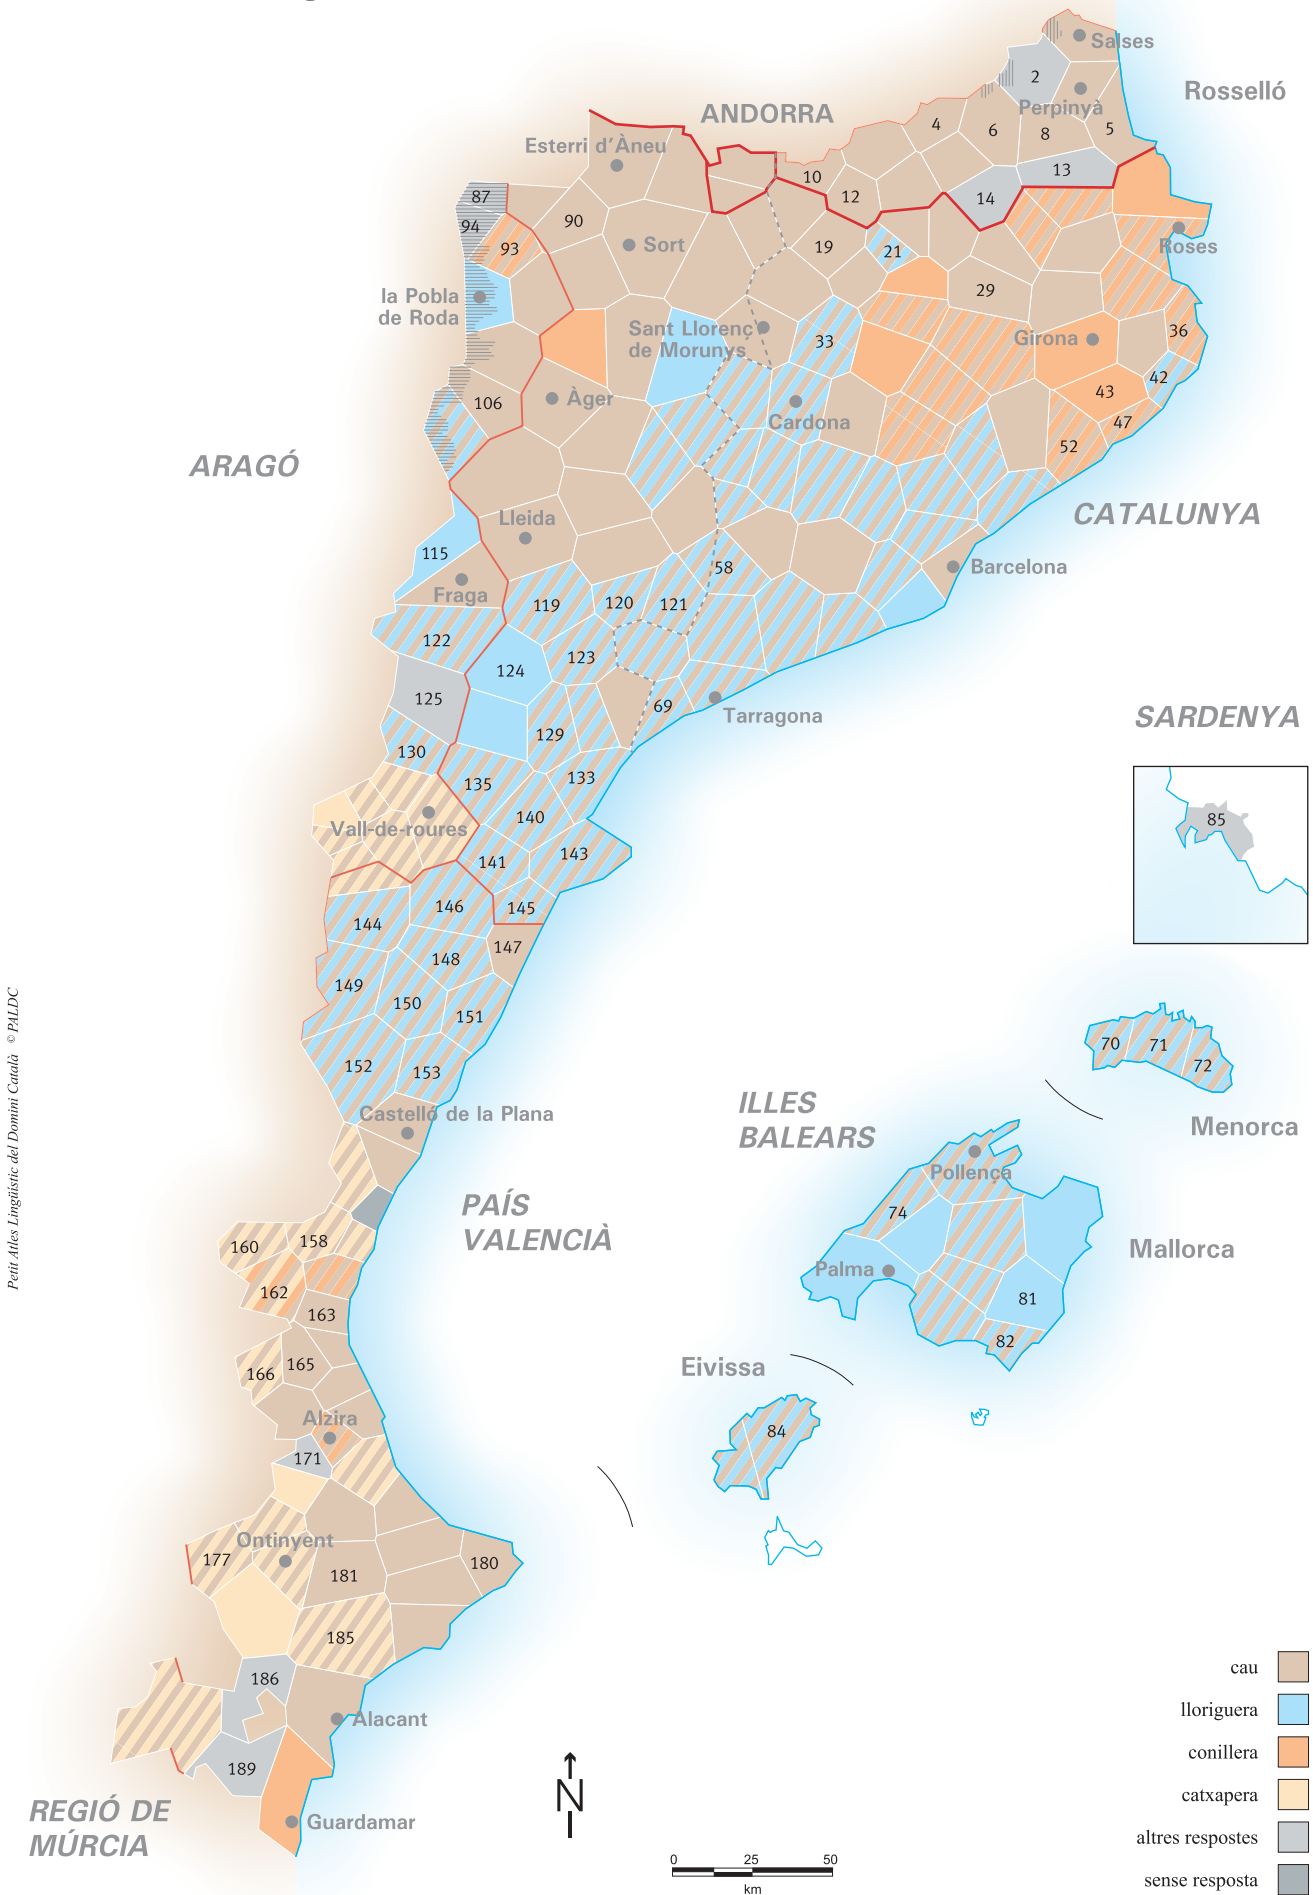 Salses
2
Rosselló
ANDORRA
Perpinyà
4
6
8
5
Esterri d'Àneu
10
13
12
14
87
90
94
93
Sort
19
21
Roses
29
la Pobla
de Roda
Sant Llorenç
de Morunys
33
Girona
36
42
43
106
Àger
Cardona
47
52
ARAGÓ
CATALUNYA
Lleida
115
58
Barcelona
Fraga
119
120
121
122
123
124
125
69
Tarragona
SARDENYA
129
130
135
133
85
Vall-de-roures
140
141
143
146
145
144
147
148
149
150
151
152
153
70
71
72
Castelló de la Plana
ILLES
BALEARS
Menorca
Pollença
PAÍS
VALENCIÀ
74
160
158
Mallorca
Palma
162
81
163
82
165
166
Eivissa
Alzira
84
171
Ontinyent
177
181
180
185
186
Alacant
189
REGIÓ DE
MÚRCIA
Guardamar
N
0 25 50
km
cau
lloriguera
conillera
catxapera
altres respostes
sense resposta
Petit Atles Lingüístic del Domini Català © PALDC